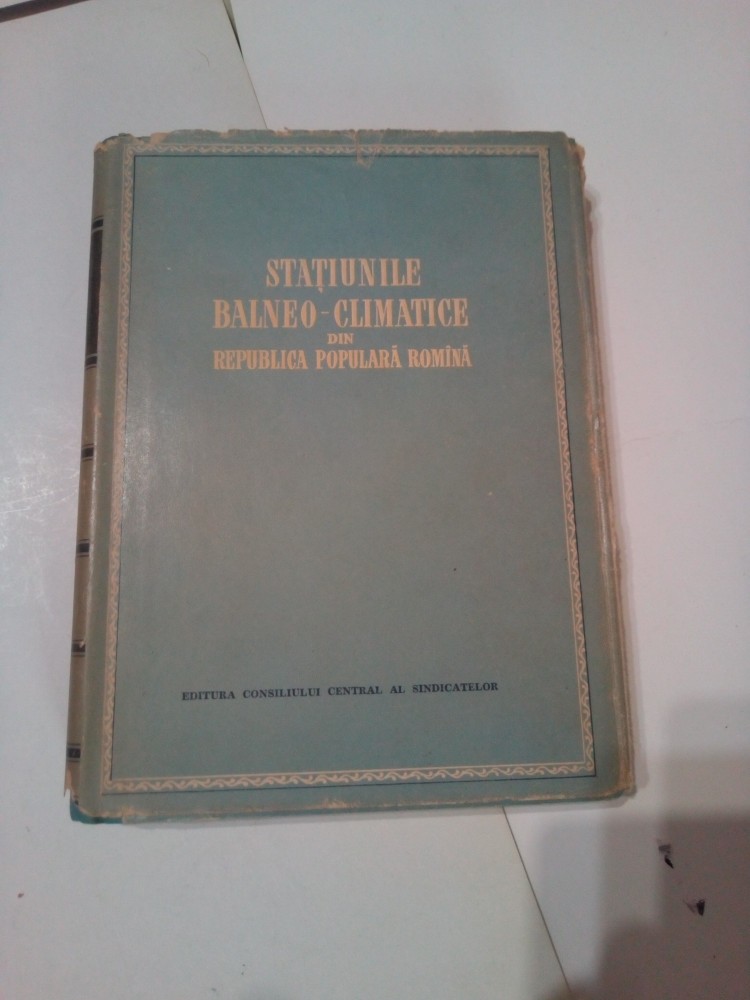 STAȚIUNILE
BALNEO-CLIMATICE
DIN
REPUBLICA POPULARĂ ROMÎNĂ
EDITURA CONSILIULUI CENTRAL AL SINDICATELOR